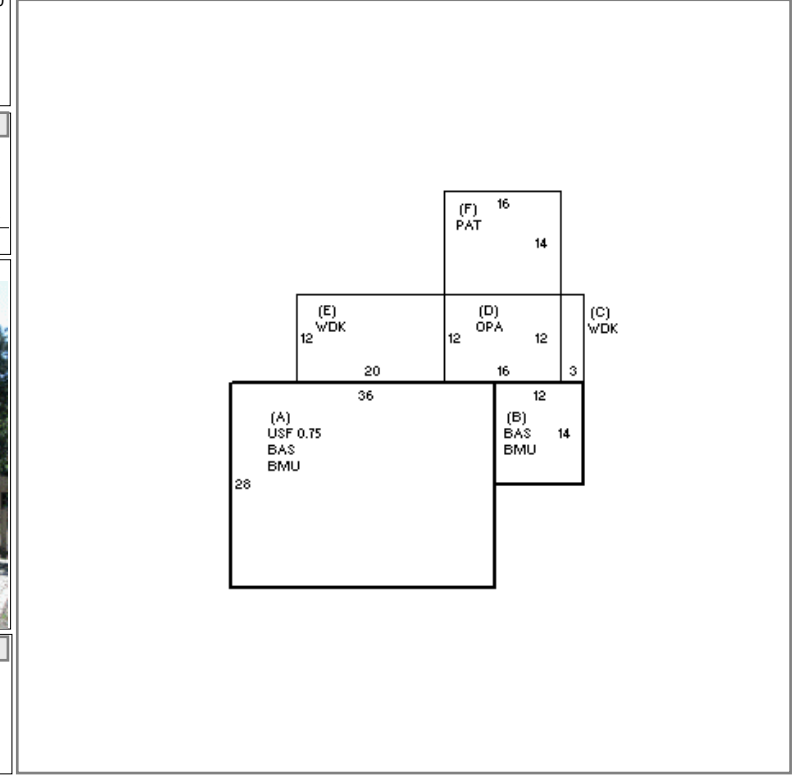 16
(F)
PAT
14
(E)
WDK
12
20
(D)
OPA
12
12
16
(C)
WDK
3
36
(A)
USF 0.75
BAS
BMU
28
12
(B)
BAS
14
BMU